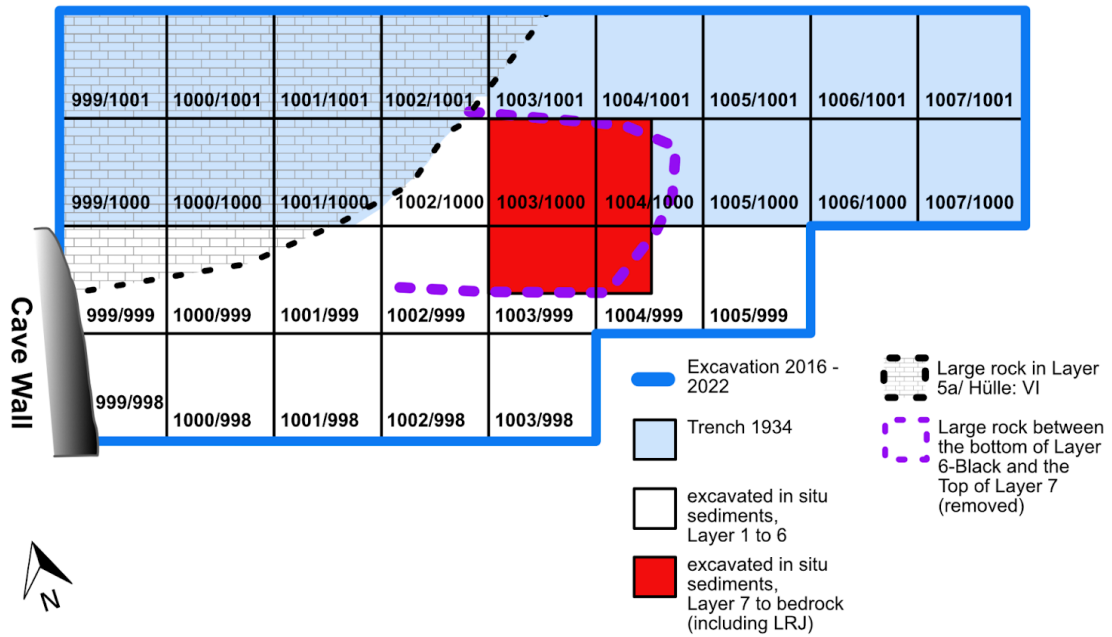 999/1001 1000/1001 1001/1001 1002/1001 1003/1001 1004/1001 1005/1001 1006/1001 1007/1001
999/1000 1000/1000 1001/1000 1002/1000 1003/1000 1004/1000 1005/1000 1006/1000 1007/1000
999/999 1000/999 1001/999 1002/999 1003/999 1004/999 1005/999
999/998 1000/998 1001/998 1002/998 1003/998
Cave Wall
N
Excavation 2016 -
2022
Trench 1934
excavated in situ
sediments,
Layer 1 to 6
excavated in situ
sediments,
Layer 7 to bedrock
(including LRJ)
Large rock in Layer
5a/ Hülle: VI
Large rock between
the bottom of Layer
6-Black and the
Top of Layer 7
(removed)